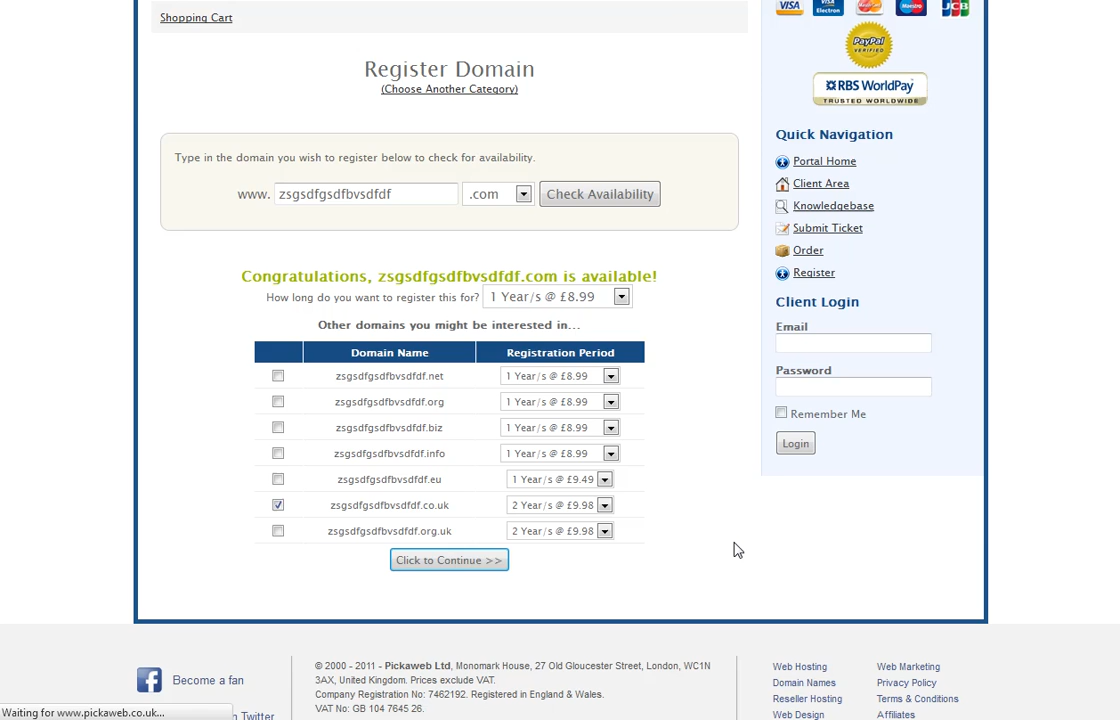 VISA
VISA Electron
MasterCard
Maestro
JCB
Shopping Cart
PayPal
VERIFIED
Register Domain
(Choose Another Category)
RBS WorldPay
TRUSTED WORLDWIDE
Quick Navigation
Type in the domain you wish to register below to check for availability.
Portal Home
Client Area
www. zsgsdfgsdfbvsdfdf .com Check Availability
Knowledgebase
Submit Ticket
Order
Register
Congratulations, zsgsdfgsdfbvsdfdf.com is available!
How long do you want to register this for? 1 Year/s @ £8.99
Client Login
Other domains you might be interested in...
Email
Domain Name Registration Period
Password
zsgsdfgsdfbvsdfdf.net 1 Year/s @ £8.99
zsgsdfgsdfbvsdfdf.org 1 Year/s @ £8.99
Remember Me
zsgsdfgsdfbvsdfdf.biz 1 Year/s @ £8.99
Login
zsgsdfgsdfbvsdfdf.info 1 Year/s @ £8.99
zsgsdfgsdfbvsdfdf.eu 1 Year/s @ £9.49
zsgsdfgsdfbvsdfdf.co.uk 2 Year/s @ £9.98
zsgsdfgsdfbvsdfdf.org.uk 2 Year/s @ £9.98
Click to Continue >>
Become a fan
n Twitter
© 2000 - 2011 - Pickaweb Ltd, Monomark House, 27 Old Gloucester Street, London, WC1N
3AX, United Kingdom. Prices exclude VAT.
Company Registration No: 7462192. Registered in England & Wales.
VAT No: GB 104 7645 26.
Web Hosting
Domain Names
Reseller Hosting
Web Design
Web Marketing
Privacy Policy
Terms & Conditions
Affiliates
Waiting for www.pickaweb.co.uk...